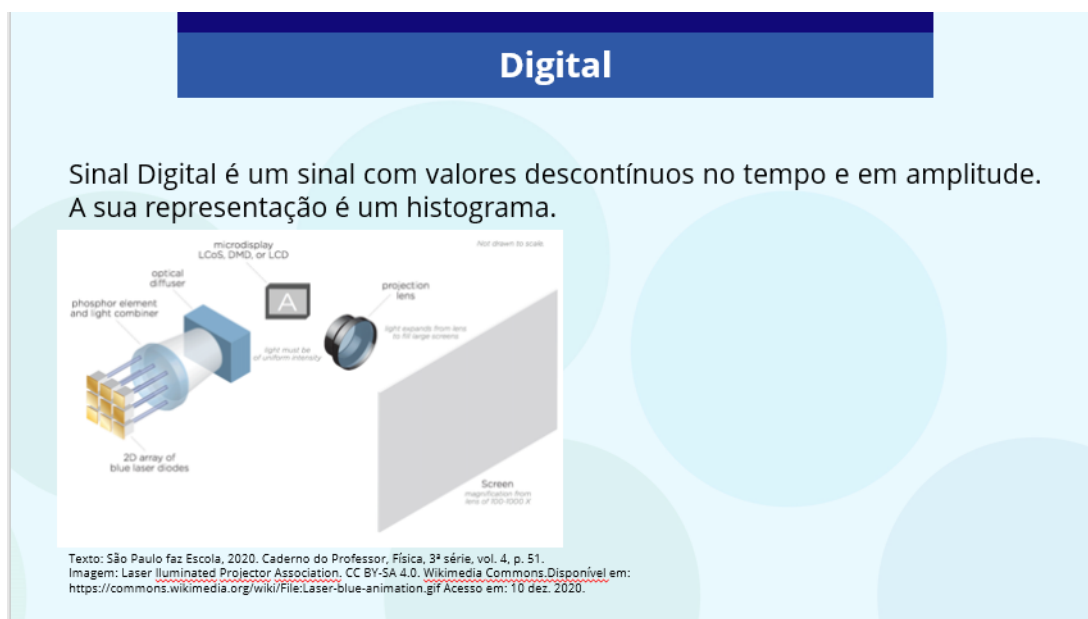 Digital
Sinal Digital é um sinal com valores descontínuos no tempo e em amplitude.
A sua representação é um histograma.
microdisplay
LCoS, DMD, or LCD
Not drawn to scale
optical
diffuser
projection
lens
phosphor element
and light combiner
A
light expands from lens
to fill large screens
light must be
of uniform intensity
2D array of
blue laser diodes
Screen
magnification from
lens of 100-1000 X
Texto: São Paulo faz Escola, 2020. Caderno do Professor, Física, 3ª série, vol. 4, p. 51.
Imagem: Laser Iluminated Projector Association. CC BY-SA 4.0. Wikimedia Commons.Disponível em:
https://commons.wikimedia.org/wiki/File:Laser-blue-animation.gif Acesso em: 10 dez. 2020.